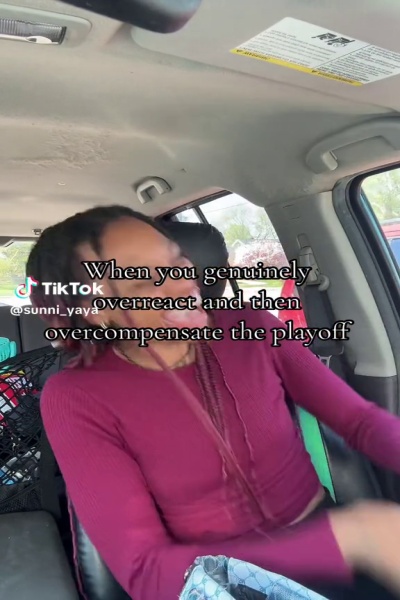 When you genuinely
TikTok
overreact and then
@sunni_yaya
overcompensate the playoff